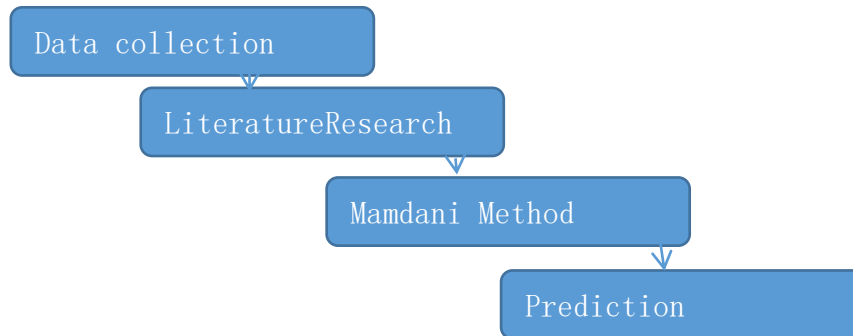 Data collection
LiteratureResearch
Mamdani Method
Prediction